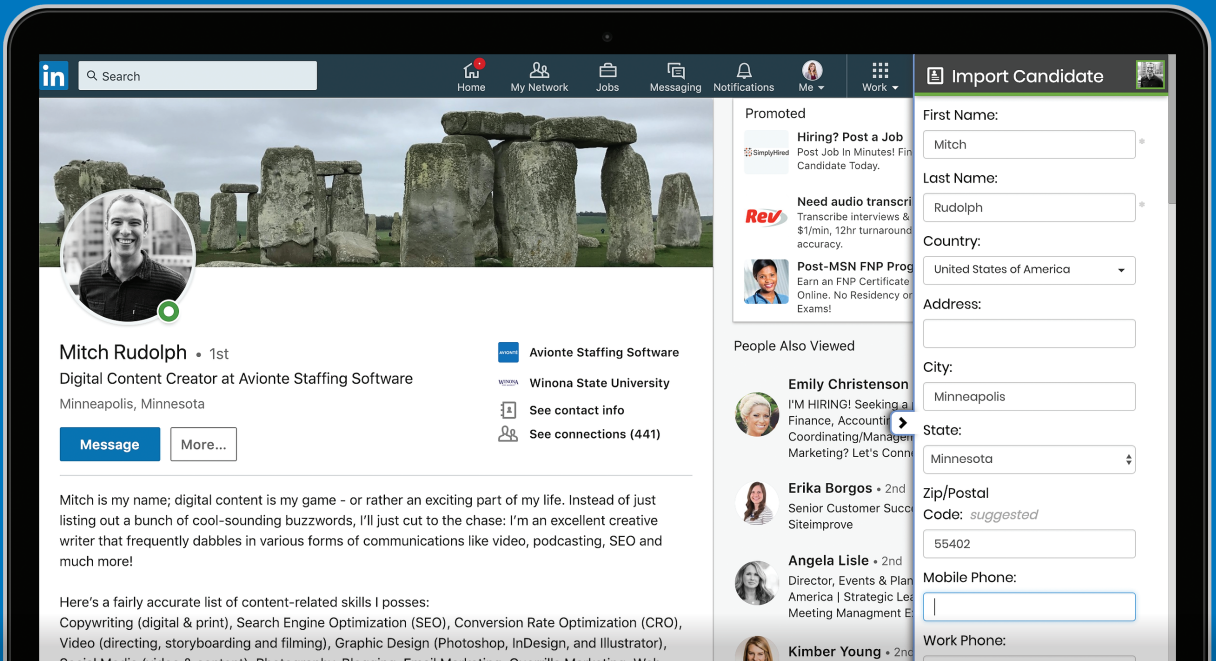 in
Search
Home
My Network
Jobs
Messaging
Notifications
Me
Work
Mitch Rudolph • 1st
Digital Content Creator at Avionte Staffing Software
Minneapolis, Minnesota
Message
More...
AVIONTÉ
Avionte Staffing Software
WINONA
Winona State University
See contact info
See connections (441)
Mitch is my name; digital content is my game - or rather an exciting part of my life. Instead of just
listing out a bunch of cool-sounding buzzwords, I'll just cut to the chase: I'm an excellent creative
writer that frequently dabbles in various forms of communications like video, podcasting, SEO and
much more!
Here's a fairly accurate list of content-related skills I posses:
Copywriting (digital & print), Search Engine Optimization (SEO), Conversion Rate Optimization (CRO),
Video (directing, storyboarding and filming), Graphic Design (Photoshop, InDesign, and Illustrator),
Promoted
SimplyHired
Hiring? Post a Job
Post Job In Minutes! Fin
Candidate Today.
Rev
Need audio transcri
Transcribe interviews &
$1/min, 12hr turnaround
accuracy.
Post-MSN FNP Prog
Earn an FNP Certificate
Online. No Residency or
Exams!
People Also Viewed
Emily Christenson
I'M HIRING! Seeking a
Finance, Accountin
Coordinating/Manager
Marketing? Let's Conn
Erika Borgos • 2nd
Senior Customer Succ
Siteimprove
Angela Lisle • 2nd
Director, Events & Plan
America | Strategic Lea
Meeting Managment E
Kimber Young • 2nd
Import Candidate
First Name:
Mitch
Last Name:
Rudolph
Country:
United States of America
Address:
City:
Minneapolis
State:
Minnesota
Zip/Postal
Code: suggested
55402
Mobile Phone:
Work Phone: